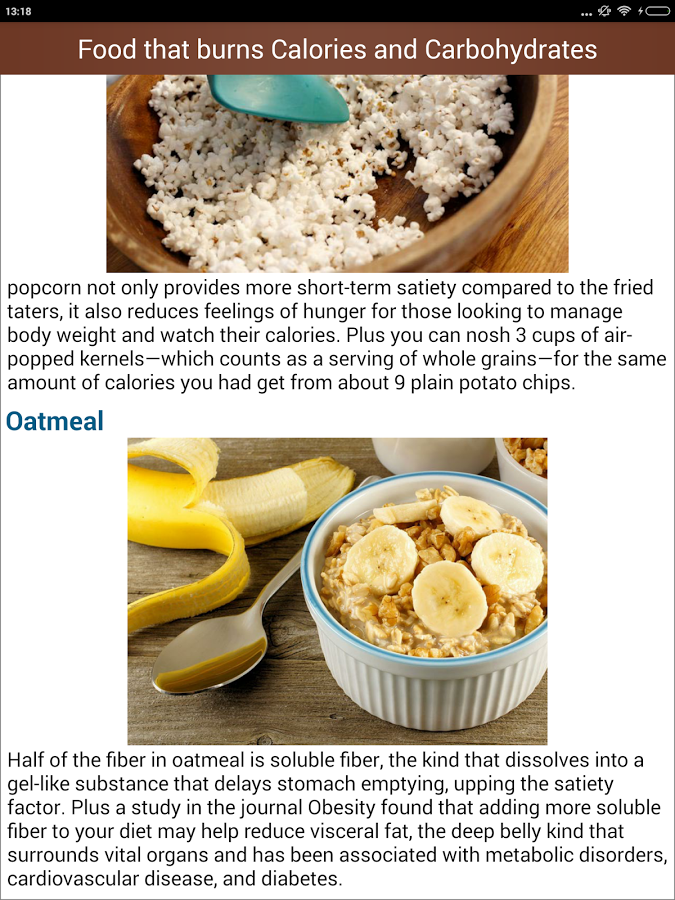 13:18
Food that burns Calories and Carbohydrates
popcorn not only provides more short-term satiety compared to the fried
taters, it also reduces feelings of hunger for those looking to manage
body weight and watch their calories. Plus you can nosh 3 cups of air-
popped kernels—which counts as a serving of whole grains—for the same
amount of calories you had get from about 9 plain potato chips.
Oatmeal
Half of the fiber in oatmeal is soluble fiber, the kind that dissolves into a
gel-like substance that delays stomach emptying, upping the satiety
factor. Plus a study in the journal Obesity found that adding more soluble
fiber to your diet may help reduce visceral fat, the deep belly kind that
surrounds vital organs and has been associated with metabolic disorders,
cardiovascular disease, and diabetes.